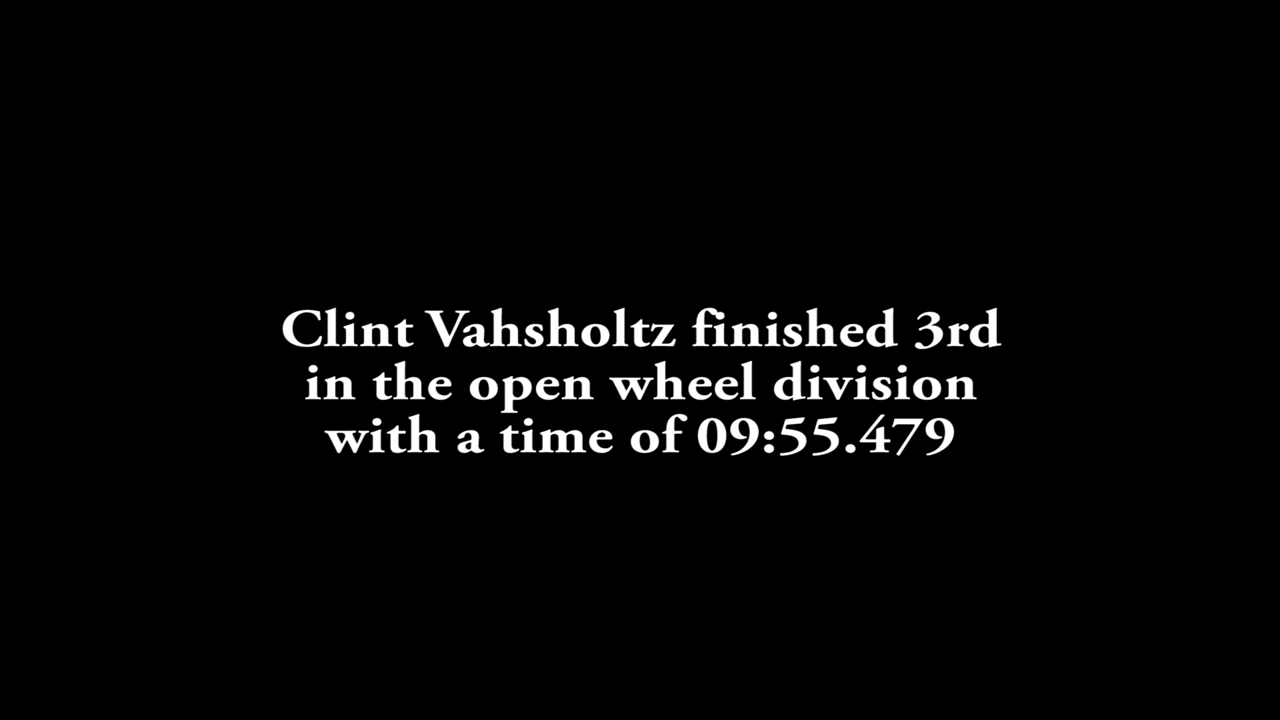 Clint Vahsholtz finished 3rd
in the open wheel division
with a time of 09:55.479